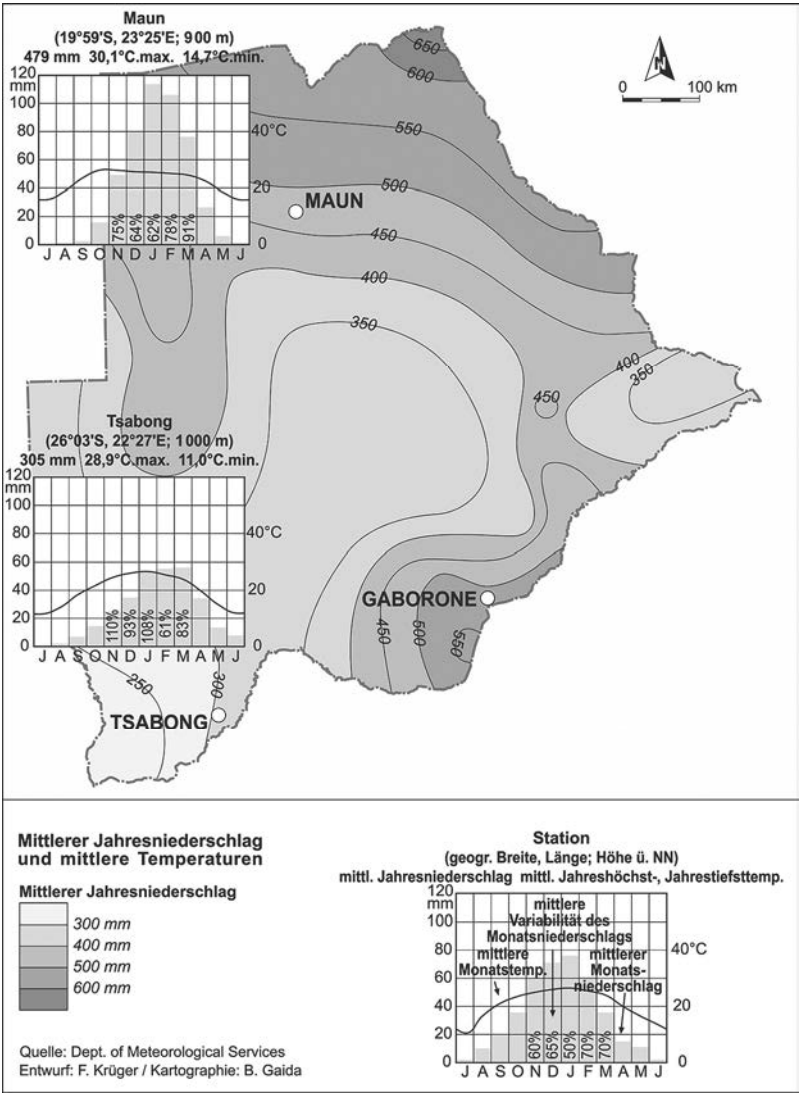 Maun
(19°59'S, 23°25'E; 900 m)
479 mm 30,1°C.max. 14,7°C.min.
120
mm
100
80
60
40
20
0
40°C
20
0
75%
64%
62%
78%
91%
J A S O N D J F M A M J
N
0 100 km
650
600
550
500
MAUN
450
400
350
400
350
450
Tsabong
(26°03'S, 22°27'E; 1000 m)
305 mm 28,9°C.max. 11,0°C.min.
120
mm
100
80
60
40
20
0
40°C
20
0
110%
93%
108%
61%
83%
J A S O N D J F M A M J
GABORONE
450
500
550
250
300
TSABONG
Mittlerer Jahresniederschlag
und mittlere Temperaturen
Mittlerer Jahresniederschlag
300 mm
400 mm
500 mm
600 mm
Quelle: Dept. of Meteorological Services
Entwurf: F. Krüger / Kartographie: B. Gaida
Station
(geogr. Breite, Länge; Höhe ü. NN)
mittl. Jahresniederschlag mittl. Jahreshöchst-, Jahrestiefsttemp.
120
mm
100
80
60
40
20
0
mittlere
Variabilität des
Monatsniederschlags
mittlere
Monatstemp.
mittlerer
Monats-
niederschlag
40°C
20
0
60%
65%
50%
70%
70%
J A S O N D J F M A M J